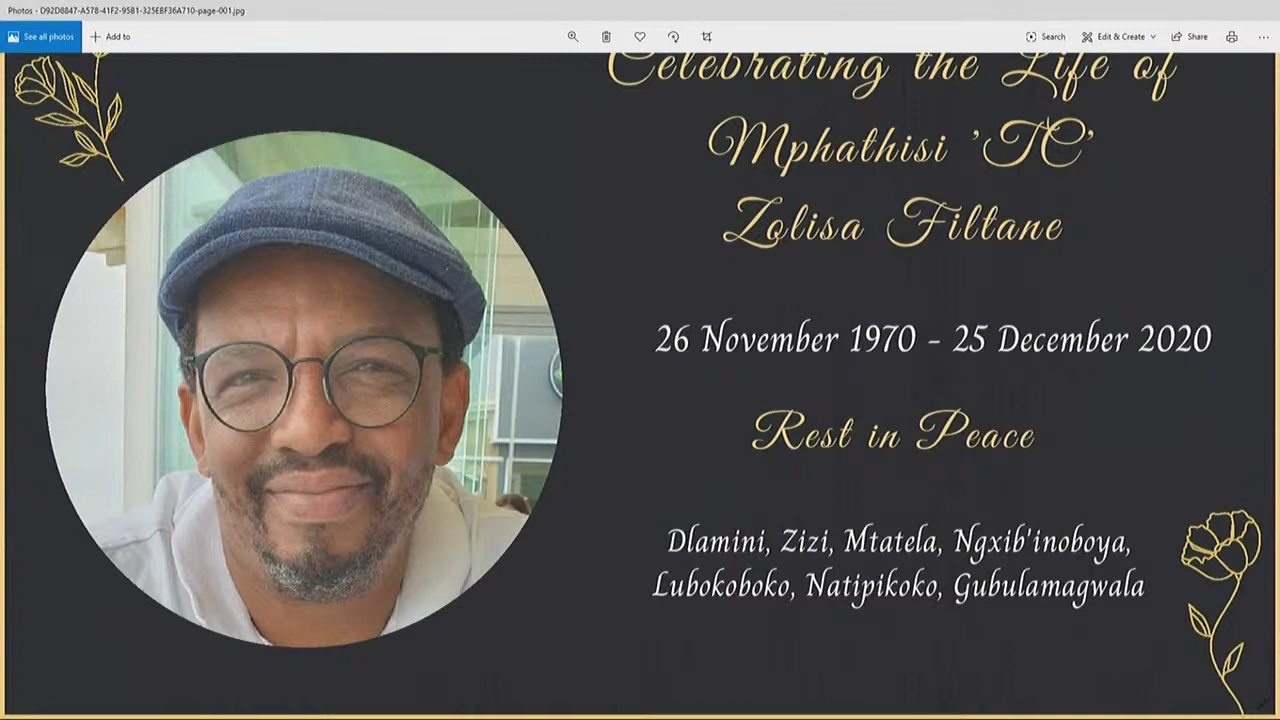 Photos - D92D8847-A578-41F2-95B1-325EBF36A710-page-001.jpg
See all photos
Add to
Search
Edit & Create
Share
Celebrating the Life of
Mphathisi 'TC'
Zolisa Filtane
26 November 1970 - 25 December 2020
Rest in Peace
Dlamini, Zizi, Mtatela, Ngxib'inoboya,
Lubokoboko, Natipikoko, Gubulamagwala